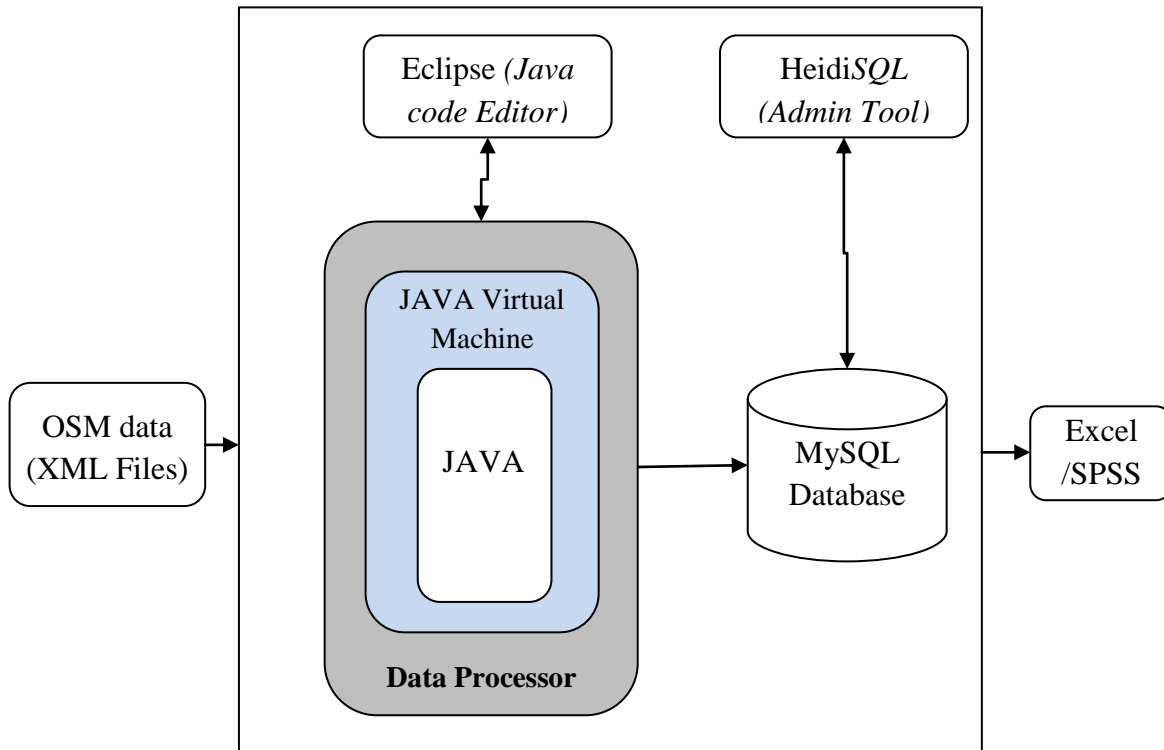 Eclipse (Java
code Editor)
HeidiSQL
(Admin Tool)
JAVA Virtual
Machine
JAVA
OSM data
(XML Files)
MySQL
Database
Excel
/SPSS
Data Processor